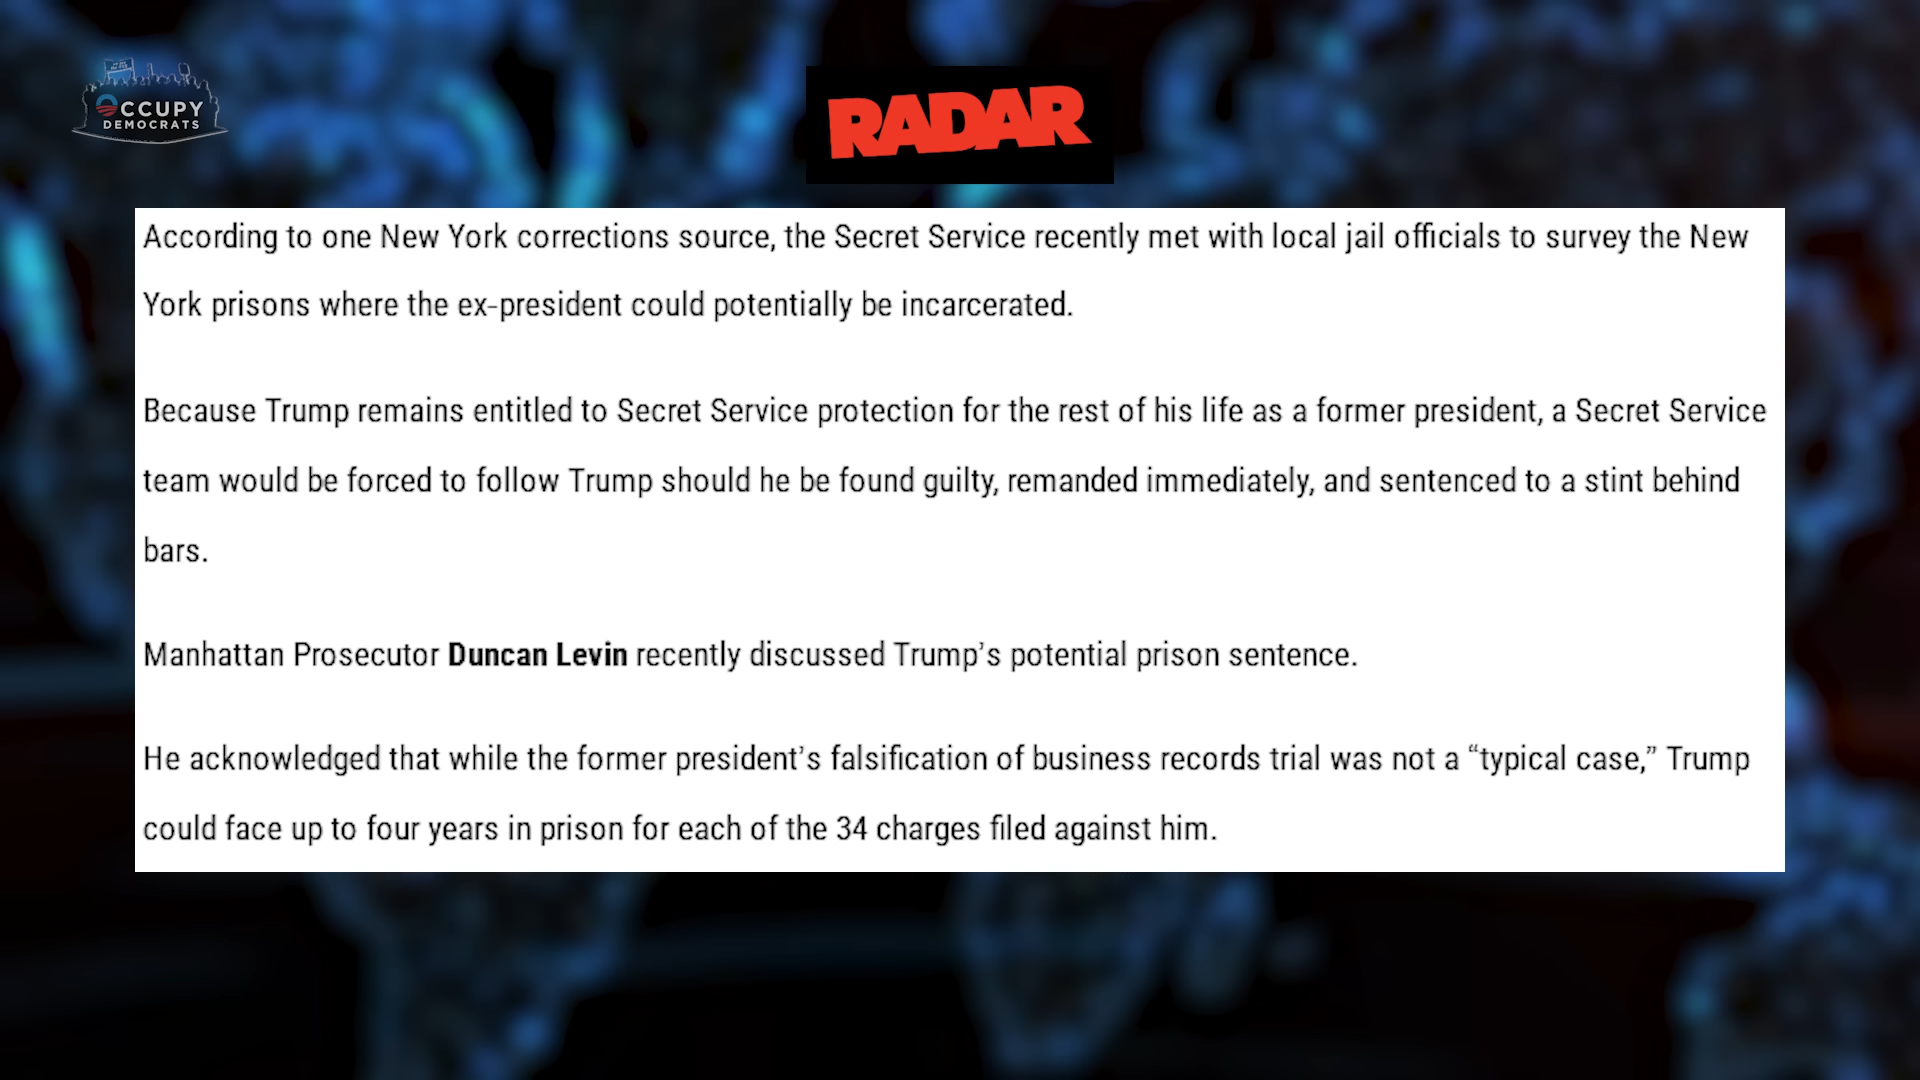 OCCUPY
DEMOCRATS
RADAR
According to one New York corrections source, the Secret Service recently met with local jail officials to survey the New
York prisons where the ex-president could potentially be incarcerated.
Because Trump remains entitled to Secret Service protection for the rest of his life as a former president, a Secret Service
team would be forced to follow Trump should he be found guilty, remanded immediately, and sentenced to a stint behind
bars.
Manhattan Prosecutor Duncan Levin recently discussed Trump’s potential prison sentence.
He acknowledged that while the former president’s falsification of business records trial was not a “typical case,” Trump
could face up to four years in prison for each of the 34 charges filed against him.